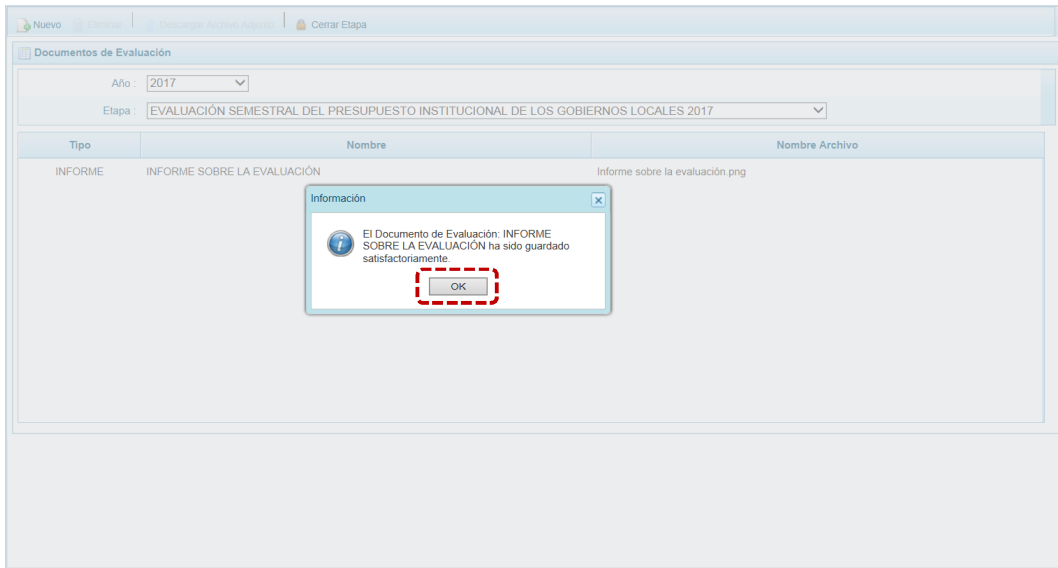 Nuevo Eliminar Descargar Archivo Adjunto Cerrar Etapa
Documentos de Evaluación
Año : 2017
Etapa : EVALUACIÓN SEMESTRAL DEL PRESUPUESTO INSTITUCIONAL DE LOS GOBIERNOS LOCALES 2017
Tipo Nombre Nombre Archivo
INFORME INFORME SOBRE LA EVALUACIÓN Informe sobre la evaluación.png
Información
El Documento de Evaluación: INFORME
SOBRE LA EVALUACIÓN ha sido guardado
satisfactoriamente.
OK